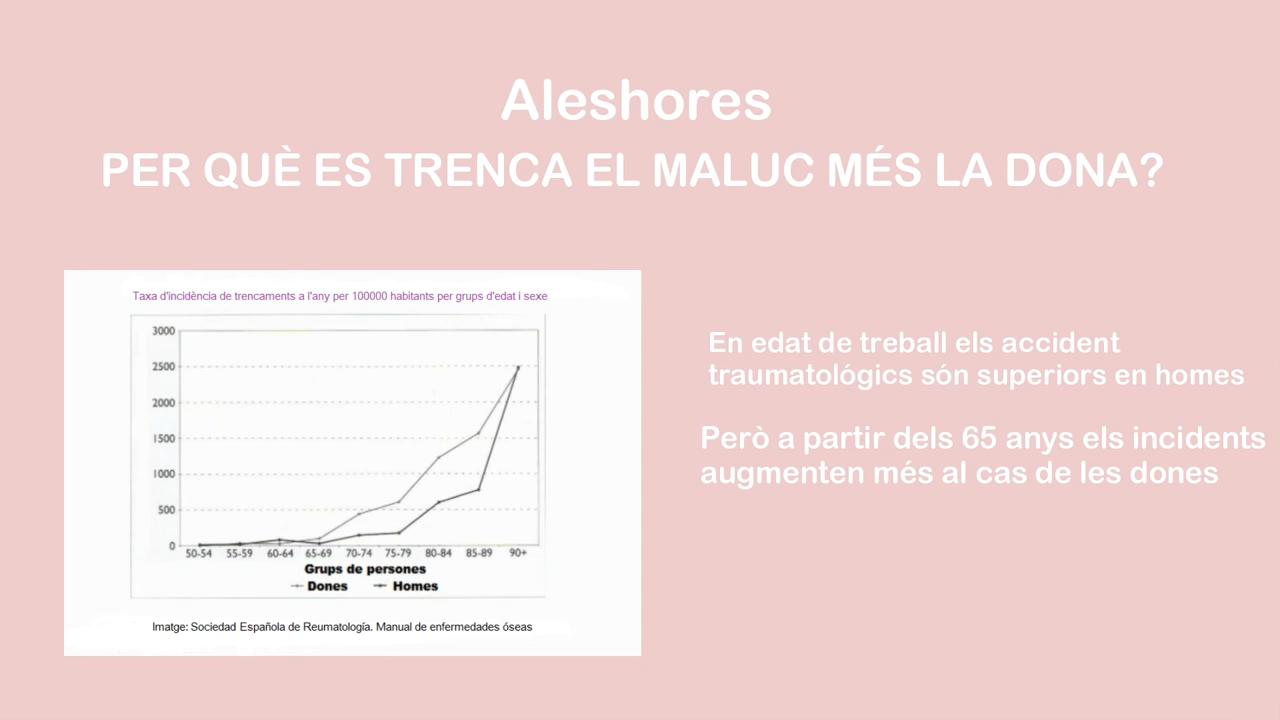 Aleshores
PER QUÈ ES TRENCA EL MALUC MÉS LA DONA?
Taxa d'incidència de trencaments a l'any per 100000 habitants per grups d'edat i sexe
3000
2500
2000
1500
1000
500
0
50-54 55-59 60-64 65-69 70-74 75-79 80-84 85-89 90+
Grups de persones
Dones Homes
Imatge: Sociedad Española de Reumatología. Manual de enfermedades óseas
En edat de treball els accident
traumatológics són superiors en homes
Però a partir dels 65 anys els incidents
augmenten més al cas de les dones